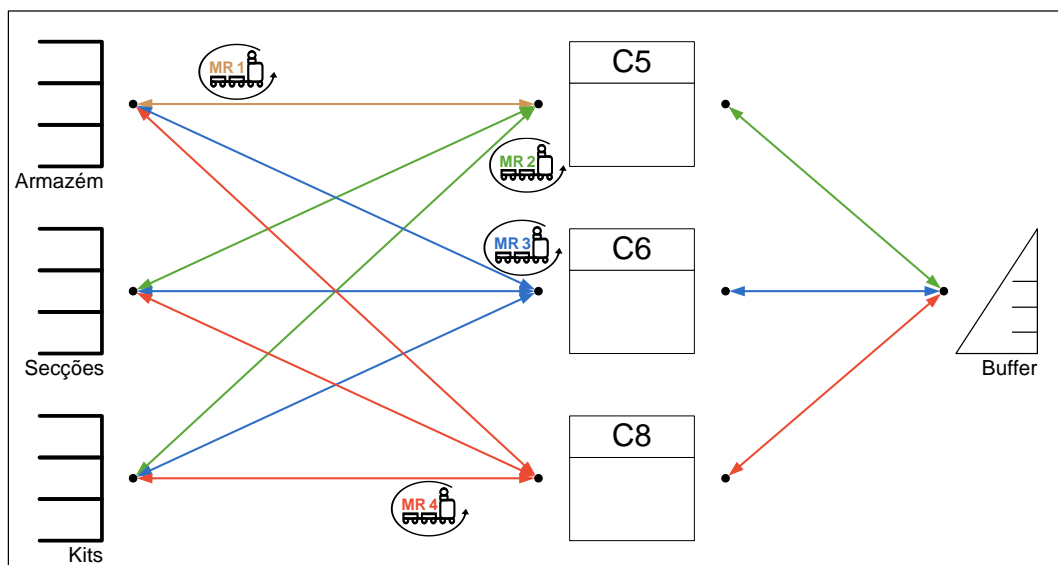 MR 1
C5
Armazém
MR 2
MR 3
C6
Secções
Buffer
C8
MR 4
Kits